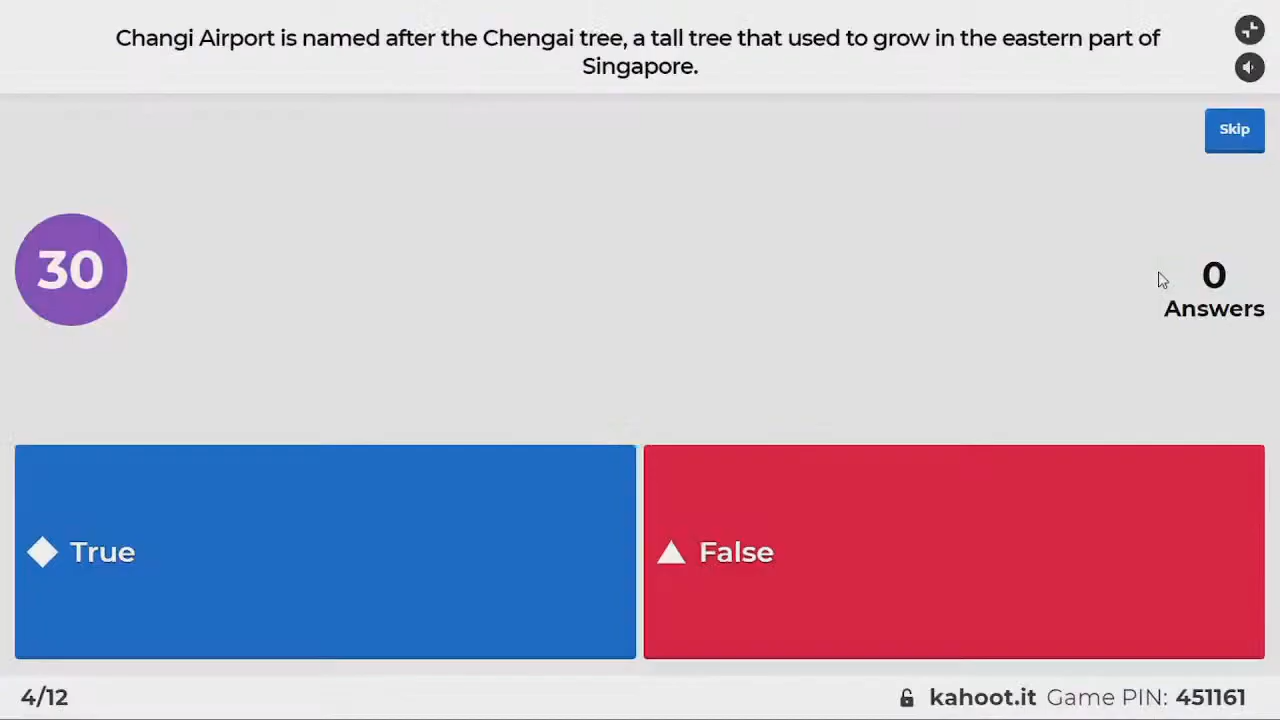 Changi Airport is named after the Chengai tree, a tall tree that used to grow in the eastern part of
Singapore.
Skip
30
0
Answers
True
False
4/12
kahoot.it Game PIN: 451161